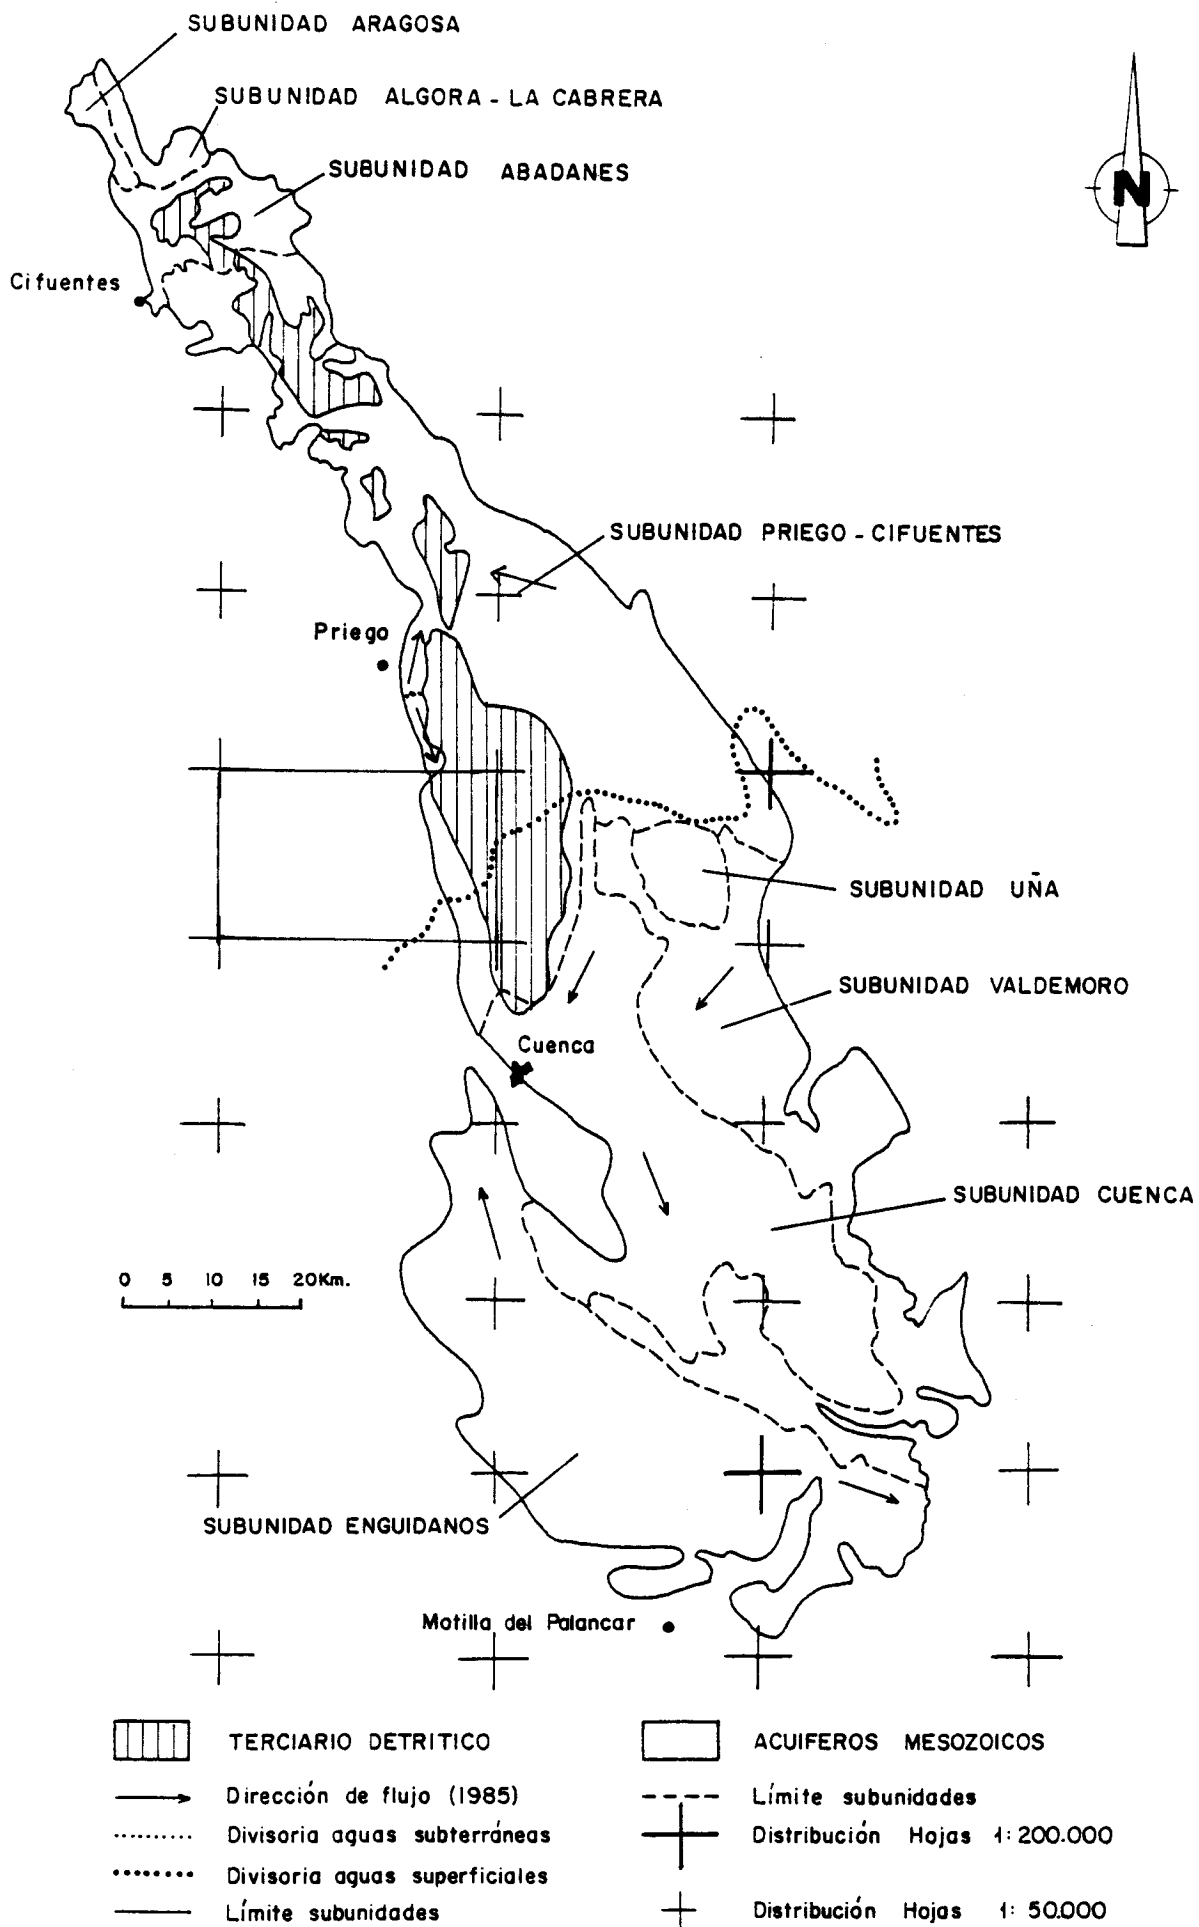 SUBUNIDAD ARAGOSA
SUBUNIDAD ALGORA - LA CABRERA
SUBUNIDAD ABADANES
N
Cifuentes
SUBUNIDAD PRIEGO - CIFUENTES
Priego
SUBUNIDAD UÑA
SUBUNIDAD VALDEMORO
Cuenca
SUBUNIDAD CUENCA
0 5 10 15 20Km.
SUBUNIDAD ENGUIDANOS
Motilla del Palancar
TERCIARIO DETRITICO
ACUIFEROS MESOZOICOS
Dirección de flujo (1985)
Límite subunidades
Divisoria aguas subterráneas
Distribución Hojas 1: 200.000
Divisoria aguas superficiales
Límite subunidades
Distribución Hojas 1: 50.000